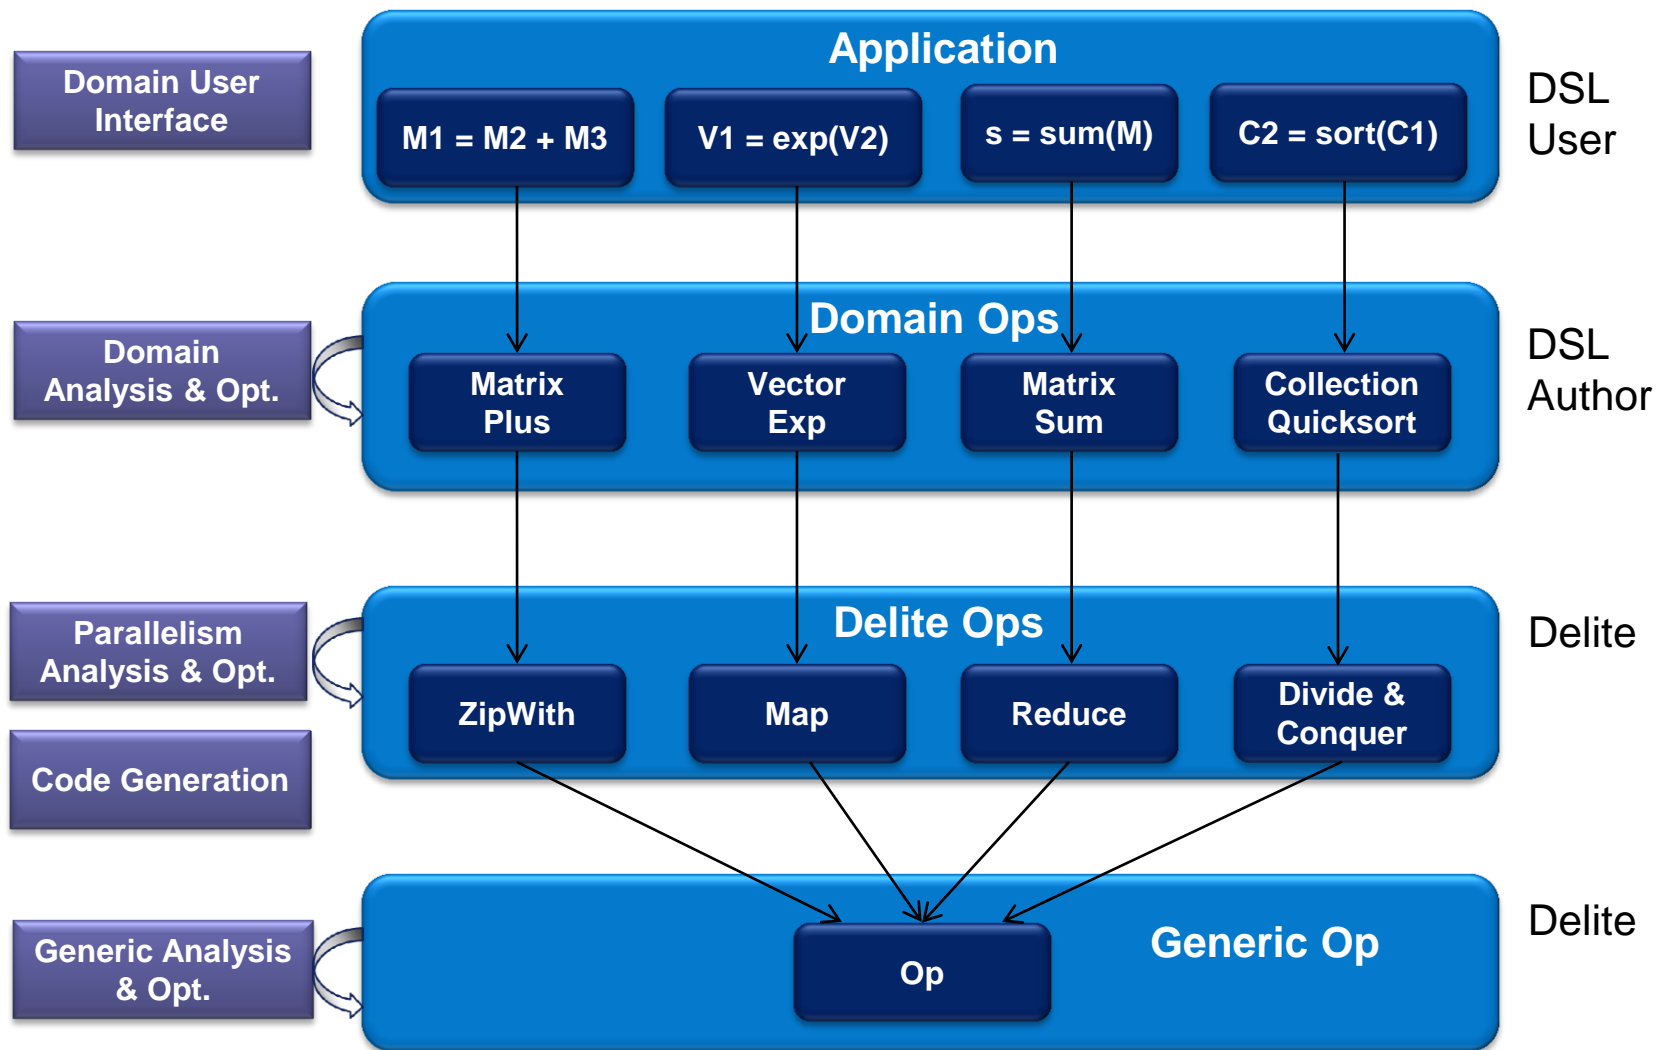 Application
Domain User
Interface
M1 = M2 + M3
V1 = exp(V2)
s = sum(M)
C2 = sort(C1)
DSL
User
Domain Ops
Domain
Analysis & Opt.
Matrix
Plus
Vector
Exp
Matrix
Sum
Collection
Quicksort
DSL
Author
Delite Ops
Parallelism
Analysis & Opt.
ZipWith
Map
Reduce
Divide &
Conquer
Delite
Code Generation
Generic Analysis
& Opt.
Op
Generic Op
Delite